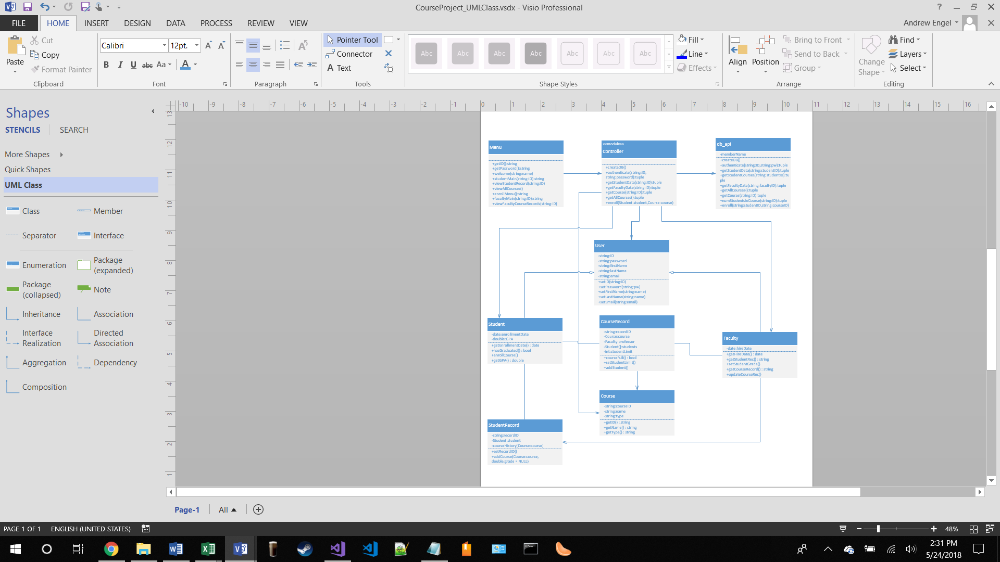 CourseProject_UMLClass.vsdx - Visio Professional
FILE
HOME
INSERT
DESIGN
DATA
PROCESS
REVIEW
VIEW
Andrew Engel
Paste
Cut
Copy
Format Painter
Clipboard
Calibri
12pt.
B I U abc Aa A
Font
Paragraph
Pointer Tool
Connector
Text
Tools
Abc Abc Abc Abc Abc Abc Abc
Shape Styles
Fill
Line
Effects
Align
Position
Bring to Front
Send to Back
Group
Arrange
Change Shape
Find
Layers
Select
Editing
Shapes
STENCILS
SEARCH
More Shapes
Quick Shapes
UML Class
Class
Member
Separator
Interface
Enumeration
Package
(expanded)
Package
(collapsed)
Note
Inheritance
Association
Interface
Realization
Directed
Association
Aggregation
Dependency
Composition
-10 -9 -8 -7 -6 -5 -4 -3 -2 -1 0 1 2 3 4 5 6 7 8 9 10 11 12 13 14 15 16
13
12
11
10
9
8
7
6
5
4
3
2
1
Menu
+getID():string
+getPassword():string
+welcome(string:name)
+studentMain(string:ID):string
+viewStudentRecord(string:ID)
+viewAllCourses()
+enrollMenu():string
+facultyMain(string:ID):string
+viewFacultyCourseRecords(string:ID)
<<module>>
Controller
+createDB()
+authenticate(string:ID,
string:password):tuple
+getStudentData(string:ID):tuple
+getFacultyData(string:ID):tuple
+getCourse(string:ID):tuple
+getAllCourses():tuple
+enroll(Student:student,Course:course)
db_api
-memberName
+createDB()
+authenticate(string:ID,string:pw):tuple
+getStudentData(string:studentID):tuple
+getStudentCourses(string:studentID):tu
ple
+getFacultyData(string:facultyID):tuple
+getAllCourses():tuple
+getCourse(string:ID):tuple
+numStudentsInCourse(string:ID):tuple
+enroll(string:studentID,string:courseID)
User
-string:ID
-string:password
-string:firstName
-string:lastName
-string:email
+setID(string:ID)
+setPassword(string:pw)
+setFirstName(string:name)
+setLastName(string:name)
+setEmail(string:email)
Student
-date:enrollmentDate
-double:GPA
+getEnrollmentDate() : date
+hasGraduated() : bool
+enrollCourse()
+getGPA() : double
CourseRecord
-string:recordID
-Course:course
-Faculty:professor
-Student[]:students
-int:studentLimit
+courseFull() : bool
+setStudentLimit()
+addStudent()
Faculty
-date:hireDate
+getHireDate() : date
+getStudentRec() : string
+setStudentGrade()
+getCourseRecord() : string
+updateCourseRec()
Course
-string:courseID
-string:name
-string:type
+getID() : string
+getName() : string
+getType() : string
StudentRecord
-string:recordID
-Student:student
-courseHistory[Course:course]
+setRecordID()
+addCourse(Course:course,
double:grade = NULL)
Page-1
All
PAGE 1 OF 1
ENGLISH (UNITED STATES)
48%
2:31 PM
5/24/2018